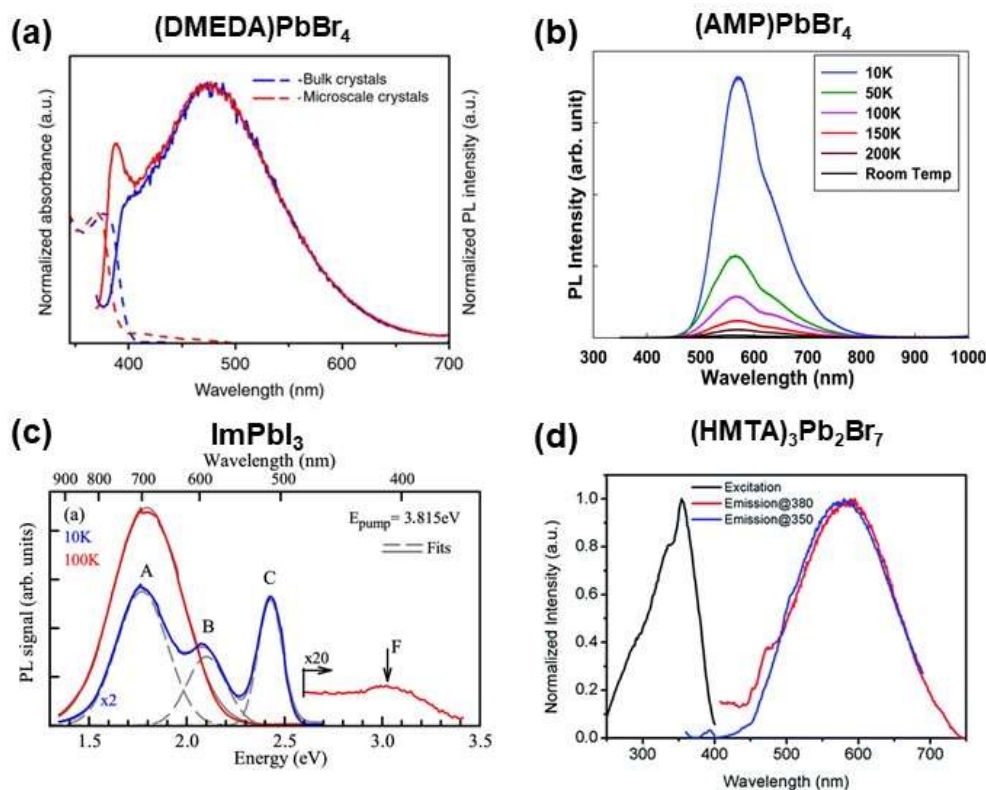 (a)
(DMEDA)PbBr4
-Bulk crystals
-Microscale crystals
Normalized absorbance (a.u.)
Normalized PL intensity (a.u.)
400 500 600 700
Wavelength (nm)
(b)
(AMP)PbBr4
10K
50K
100K
150K
200K
Room Temp
PL Intensity (arb. unit)
300 400 500 600 700 800 900 1000
Wavelength (nm)
(c)
ImPbI3
Wavelength (nm)
900 800 700 600 500 400
(a)
10K
100K
Epump= 3.815eV
Fits
A
B
C
x20
F
x2
PL signal (arb. units)
1.5 2.0 2.5 3.0 3.5
Energy (eV)
(d)
(HMTA)3Pb2Br7
Excitation
Emission@380
Emission@350
Normalized Intensity (a.u.)
1.0
0.8
0.6
0.4
0.2
0.0
300 400 500 600 700
Wavelength (nm)